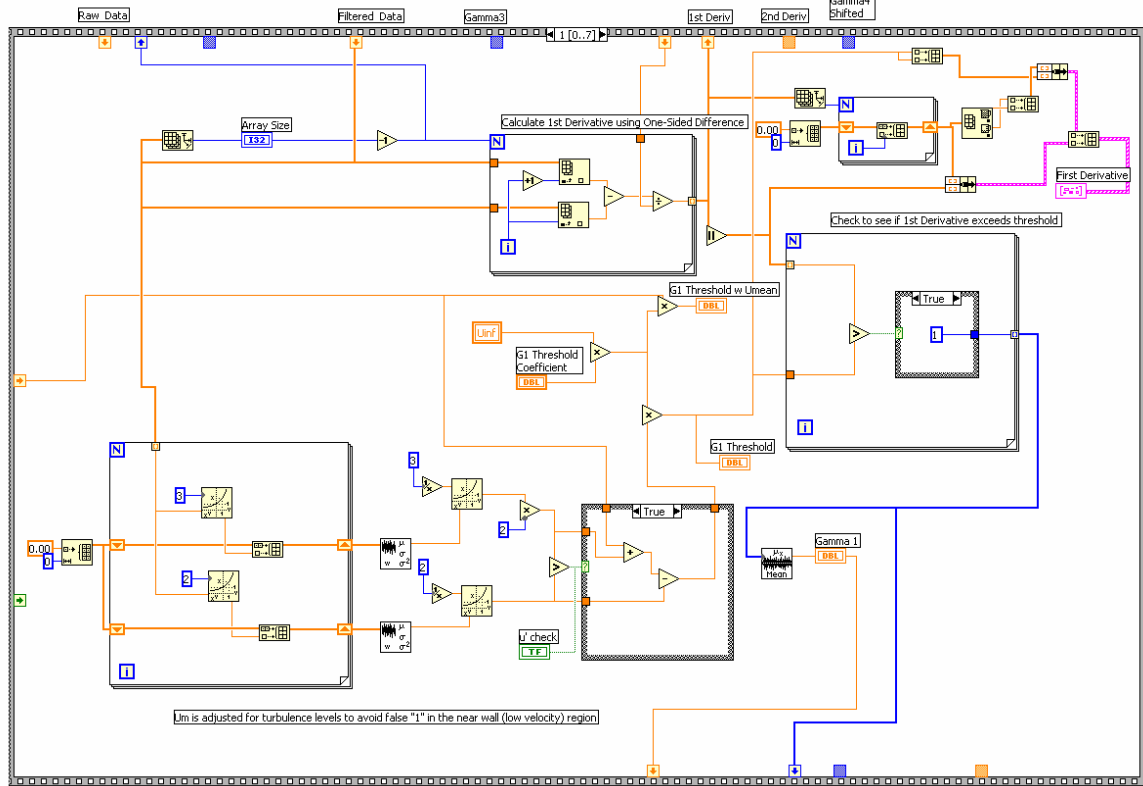 Gamma4
Raw Data
Filtered Data
Gamma3
1st Deriv
2nd Deriv
Shifted
1 [0..7]
Array Size
I32
-1
N
Calculate 1st Derivative using One-Sided Difference
+1
i
0.00
0
N
i
First Derivative
Check to see if 1st Derivative exceeds threshold
N
True
1
i
G1 Threshold w Umean
DBL
Uinf
G1 Threshold
Coefficient
DBL
G1 Threshold
DBL
N
3
2
0.00
0
i
3
2
2
True
u' check
TF
Mean
Gamma 1
DBL
Um is adjusted for turbulence levels to avoid false "1" in the near wall (low velocity) region